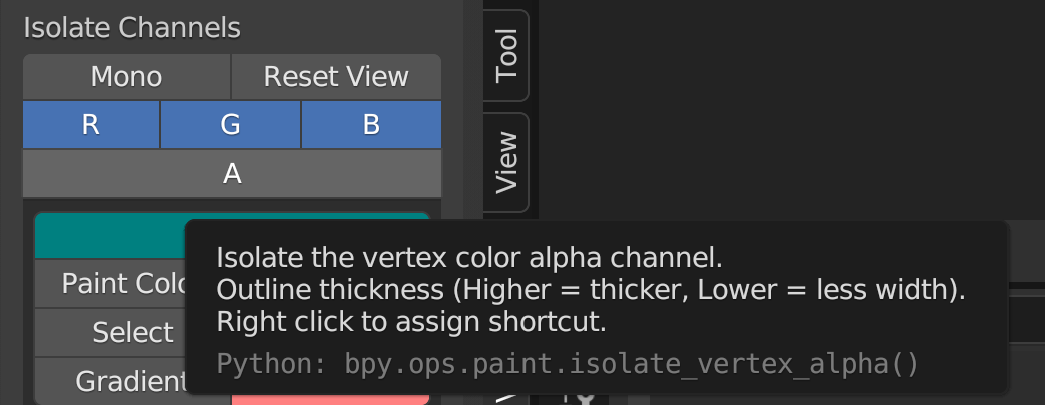 Isolate Channels
Mono
Reset View
R
G
B
A
Tool
View
Isolate the vertex color alpha channel.
Outline thickness (Higher = thicker, Lower = less width).
Right click to assign shortcut.
Python: bpy.ops.paint.isolate_vertex_alpha()
Paint
Select
Gradient